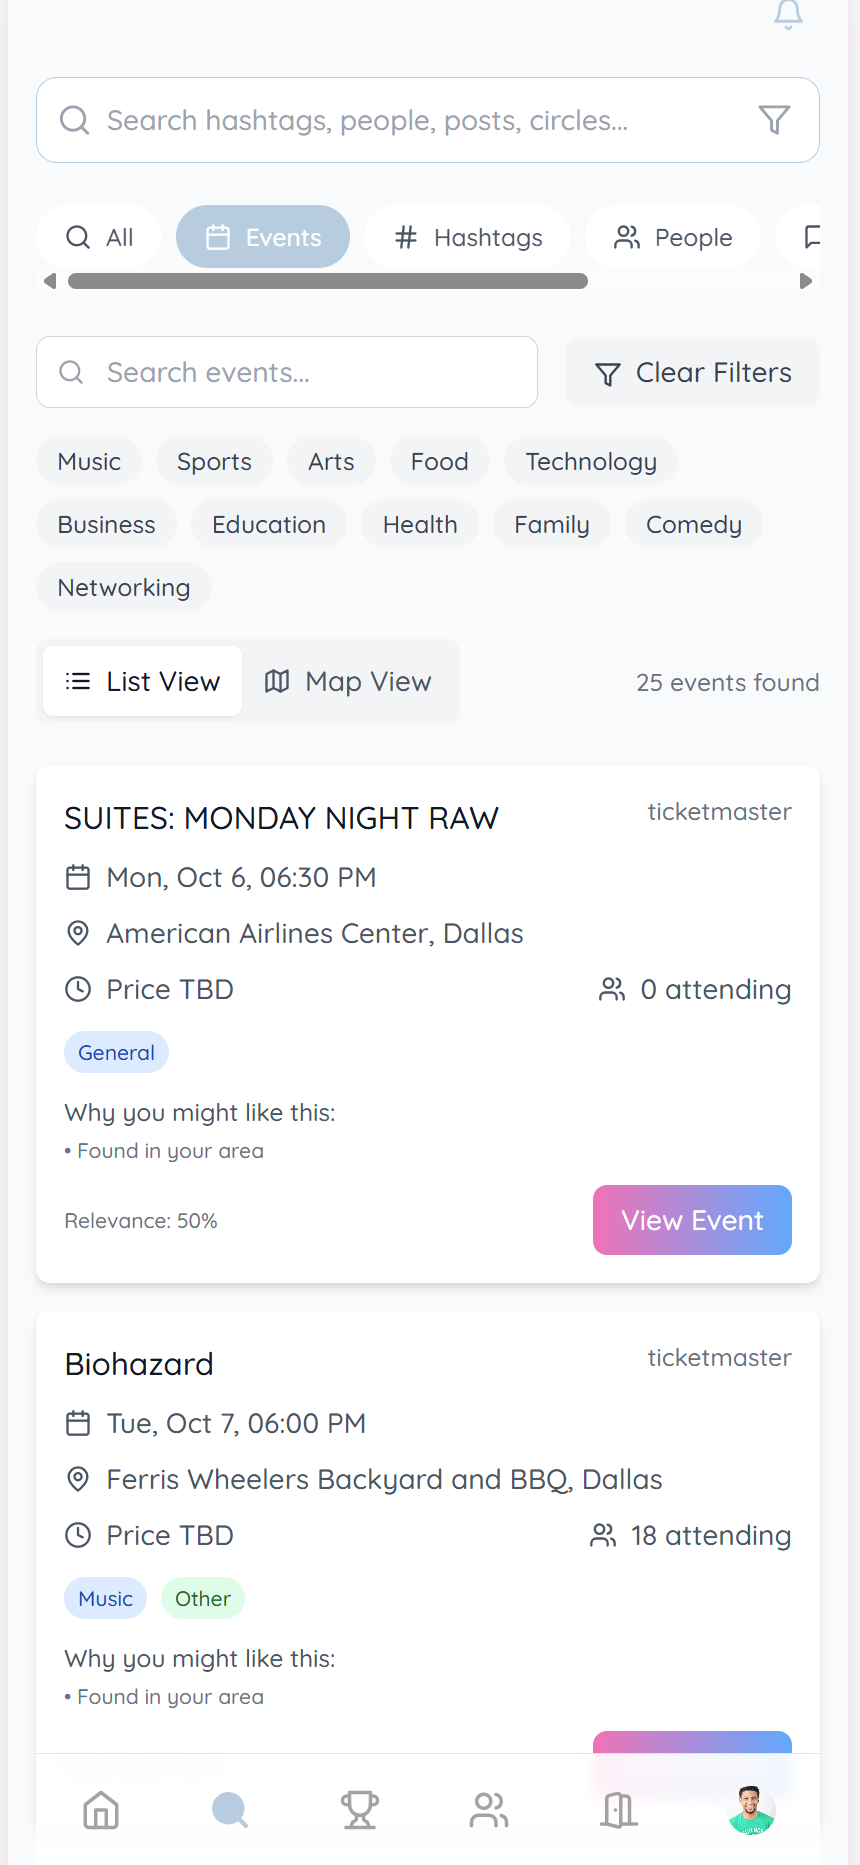 Search hashtags, people, posts, circles...
All Events Hashtags People
Search events... Clear Filters
Music Sports Arts Food Technology
Business Education Health Family Comedy
Networking
List View Map View 25 events found
SUITES: MONDAY NIGHT RAW ticketmaster
Mon, Oct 6, 06:30 PM
American Airlines Center, Dallas
Price TBD 0 attending
General
Why you might like this:
• Found in your area
Relevance: 50% View Event
Biohazard ticketmaster
Tue, Oct 7, 06:00 PM
Ferris Wheelers Backyard and BBQ, Dallas
Price TBD 18 attending
Music Other
Why you might like this:
• Found in your area